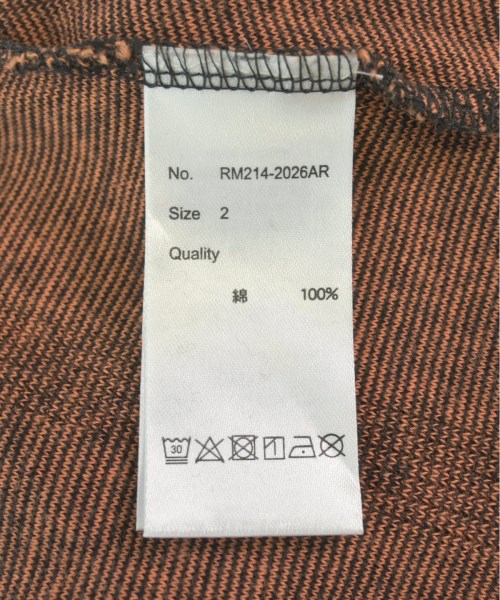 No. RM214-2026AR
Size 2
Quality
綿 100%
30